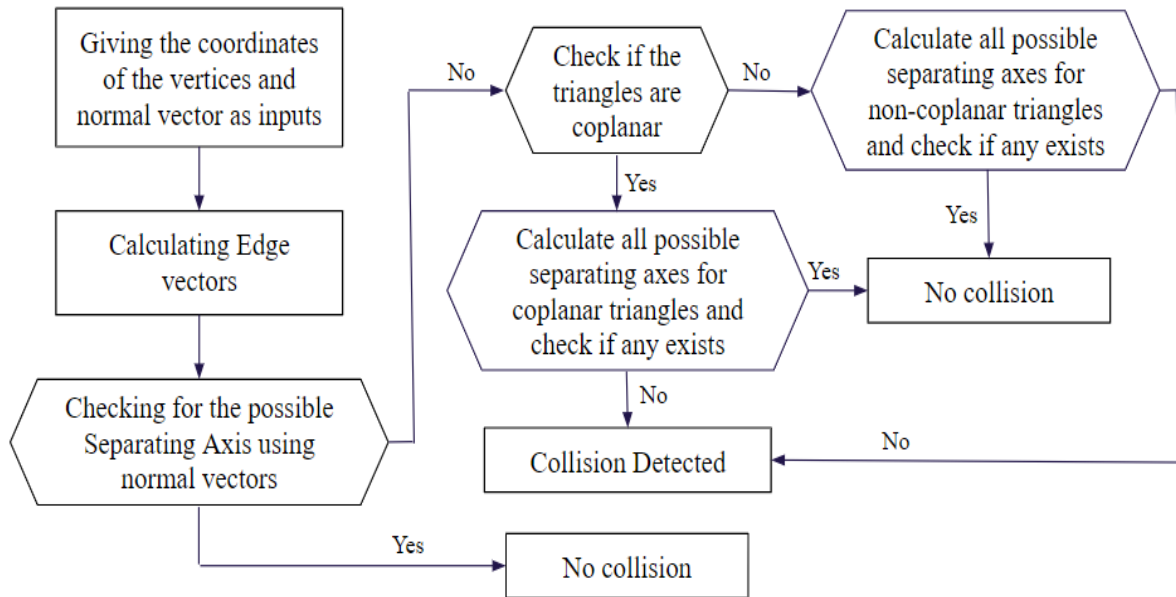 Giving the coordinates
of the vertices and
normal vector as inputs
Calculating Edge
vectors
Checking for the possible
Separating Axis using
normal vectors
Yes
No collision
No
Check if the
triangles are
coplanar
Yes
Calculate all possible
separating axes for
coplanar triangles and
check if any exists
Yes
No
Collision Detected
No
Calculate all possible
separating axes for
non-coplanar triangles
and check if any exists
Yes
No collision
No